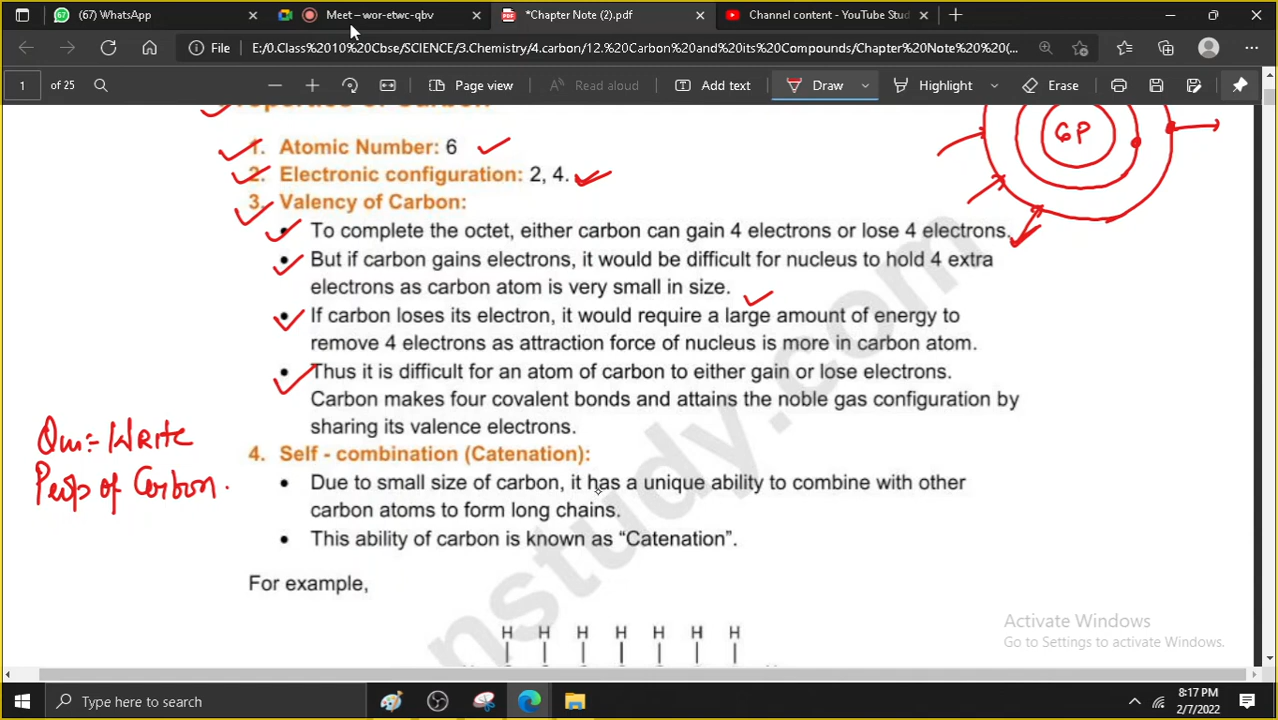 (67) WhatsApp
Meet – wor-etwc-qbv
*Chapter Note (2).pdf
Channel content - YouTube Stud
File
E:/0.Class%2010%20Cbse/SCIENCE/3.Chemistry/4.carbon/12.%20Carbon%20and%20its%20Compounds/Chapter%20Note%20%20(...
1
of 25
Page view
Read aloud
Add text
Draw
Highlight
Erase
Properties of Carbon
6P
1. Atomic Number: 6
2. Electronic configuration: 2, 4.
3. Valency of Carbon:
To complete the octet, either carbon can gain 4 electrons or lose 4 electrons.
But if carbon gains electrons, it would be difficult for nucleus to hold 4 extra
electrons as carbon atom is very small in size.
If carbon loses its electron, it would require a large amount of energy to
remove 4 electrons as attraction force of nucleus is more in carbon atom.
Thus it is difficult for an atom of carbon to either gain or lose electrons.
Carbon makes four covalent bonds and attains the noble gas configuration by
sharing its valence electrons.
Write
of Carbon.
4. Self - combination (Catenation):
Due to small size of carbon, it has a unique ability to combine with other
carbon atoms to form long chains.
This ability of carbon is known as “Catenation”.
For example,
H H H H H H H
nstudy.com
Activate Windows
Go to Settings to activate Windows.
Type here to search
8:17 PM
2/7/2022